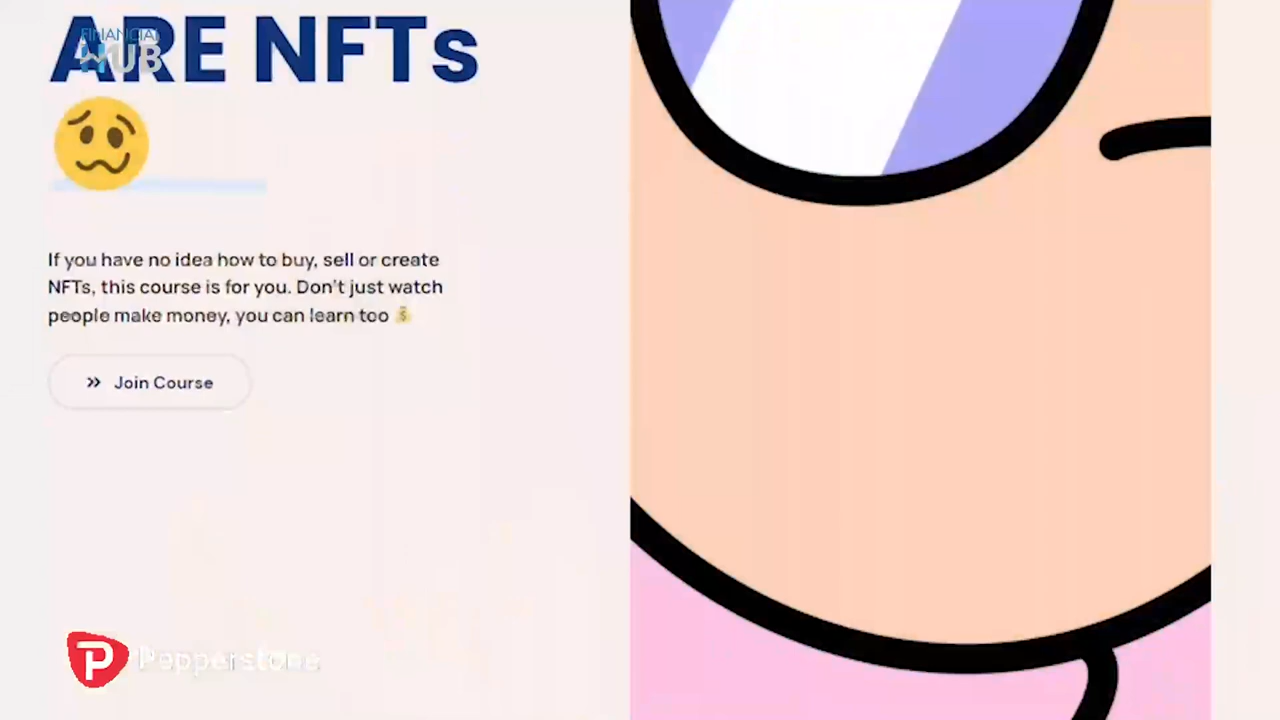 FINANCIAL
HUB
ARE NFTs
If you have no idea how to buy, sell or create
NFTs, this course is for you. Don't just watch
people make money, you can learn too
Join Course
Pepperstone